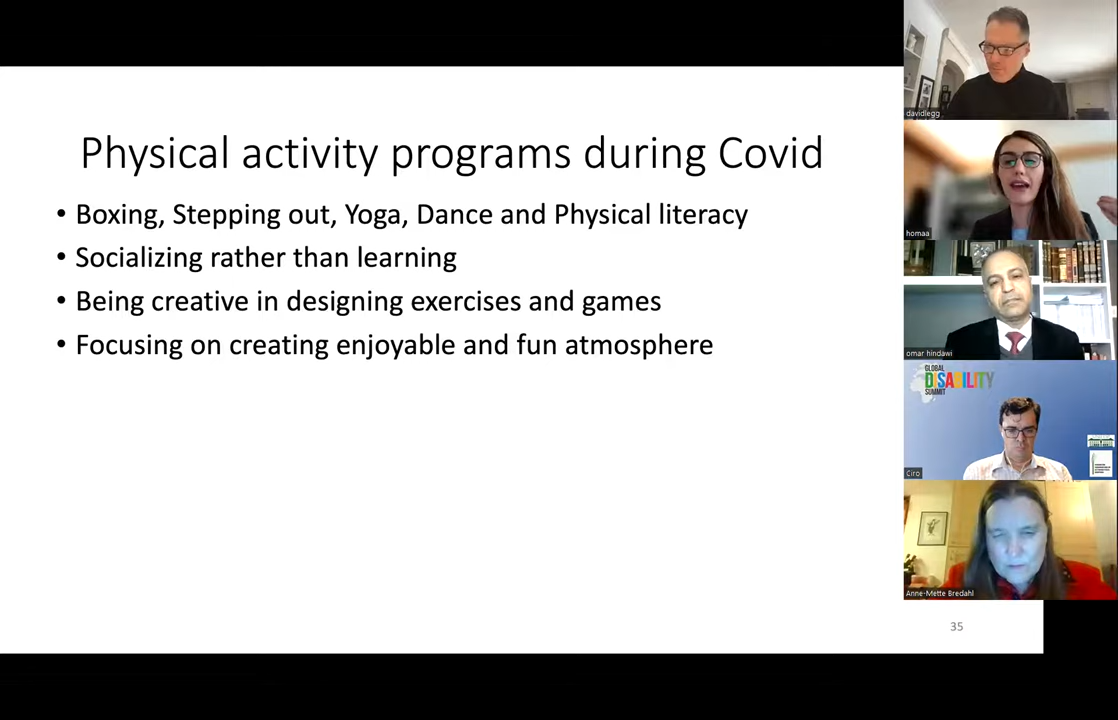 Physical activity programs during Covid
• Boxing, Stepping out, Yoga, Dance and Physical literacy
• Socializing rather than learning
• Being creative in designing exercises and games
• Focusing on creating enjoyable and fun atmosphere
35
davidlegg
homaa
omar hindawi
GLOBAL
DISABILITY
SUMMIT
Ciro
Anne-Mette Bredahl